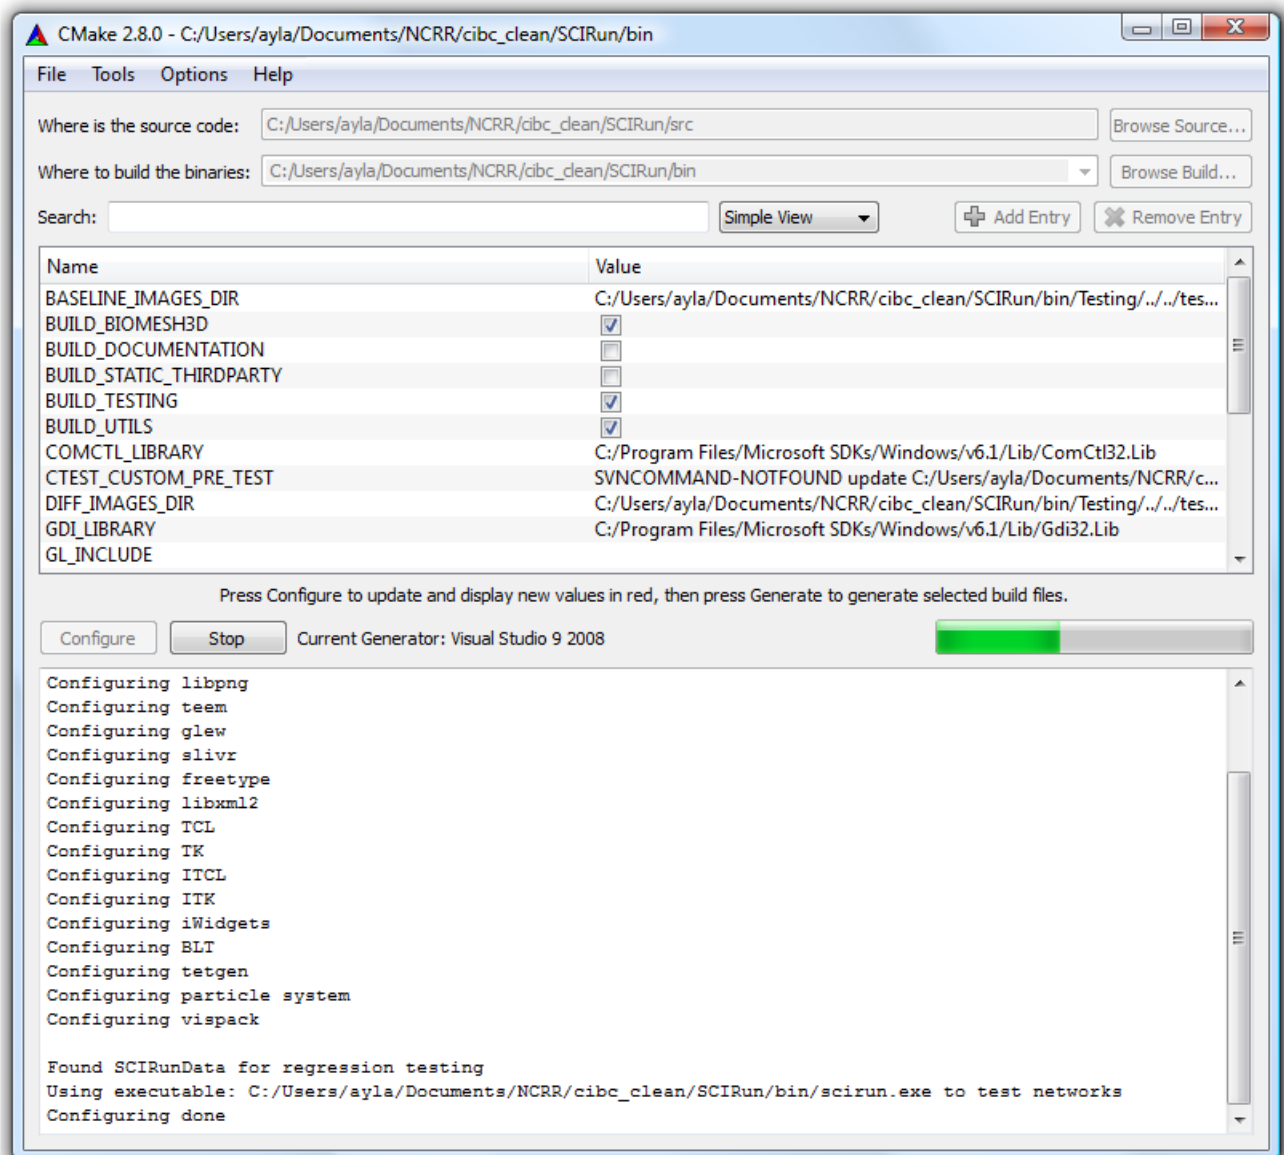 CMake 2.8.0 - C:/Users/ayla/Documents/NCRR/cibc_clean/SCIRun/bin
File Tools Options Help
Where is the source code: C:/Users/ayla/Documents/NCRR/cibc_clean/SCIRun/src Browse Source...
Where to build the binaries: C:/Users/ayla/Documents/NCRR/cibc_clean/SCIRun/bin Browse Build...
Search: Simple View Add Entry Remove Entry
Name Value
BASELINE_IMAGES_DIR C:/Users/ayla/Documents/NCRR/cibc_clean/SCIRun/bin/Testing/../../tes...
BUILD_BIOMESH3D
BUILD_DOCUMENTATION
BUILD_STATIC_THIRDPARTY
BUILD_TESTING
BUILD_UTILS
COMCTL_LIBRARY C:/Program Files/Microsoft SDKs/Windows/v6.1/Lib/ComCtl32.Lib
CTEST_CUSTOM_PRE_TEST SVNCOMMAND-NOTFOUND update C:/Users/ayla/Documents/NCRR/c...
DIFF_IMAGES_DIR C:/Users/ayla/Documents/NCRR/cibc_clean/SCIRun/bin/Testing/../../tes...
GDI_LIBRARY C:/Program Files/Microsoft SDKs/Windows/v6.1/Lib/Gdi32.Lib
GL_INCLUDE
Press Configure to update and display new values in red, then press Generate to generate selected build files.
Configure Stop Current Generator: Visual Studio 9 2008
Configuring libpng
Configuring teem
Configuring glew
Configuring slivr
Configuring freetype
Configuring libxml2
Configuring TCL
Configuring TK
Configuring ITCL
Configuring ITK
Configuring iWidgets
Configuring BLT
Configuring tetgen
Configuring particle system
Configuring vispack
Found SCIRunData for regression testing
Using executable: C:/Users/ayla/Documents/NCRR/cibc_clean/SCIRun/bin/scirun.exe to test networks
Configuring done